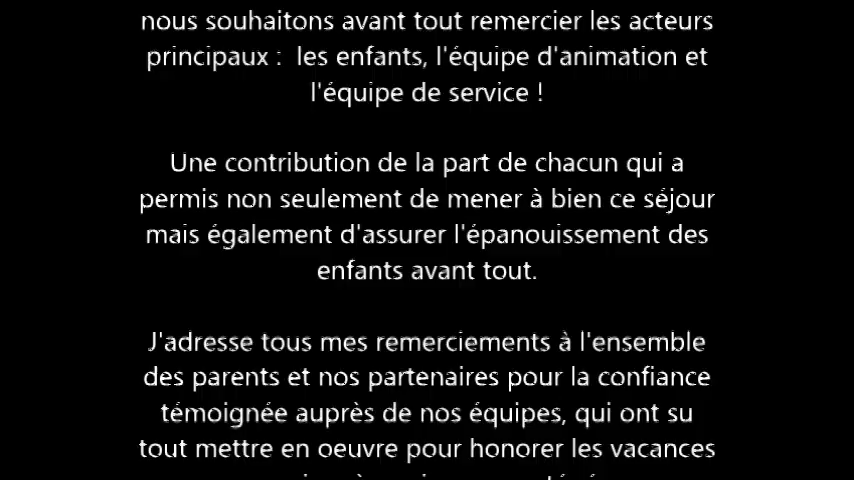 nous souhaitons avant tout remercier les acteurs
principaux :  les enfants, l'équipe d'animation et
l'équipe de service !
Une contribution de la part de chacun qui a
permis non seulement de mener à bien ce séjour
mais également d'assurer l'épanouissement des
enfants avant tout.
J'adresse tous mes remerciements à l'ensemble
des parents et nos partenaires pour la confiance
témoignée auprès de nos équipes, qui ont su
tout mettre en oeuvre pour honorer les vacances